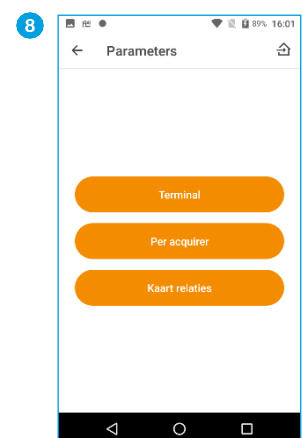 8
89% 16:01
Parameters
Terminal
Per acquirer
Kaart relaties